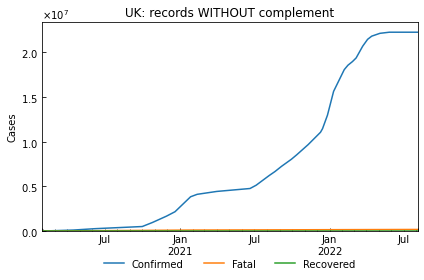 UK: records WITHOUT complement
×10⁷
2.0
1.5
1.0
0.5
0.0
Cases
Jul Jan Jul Jan Jul
2021 2022
Confirmed Fatal Recovered